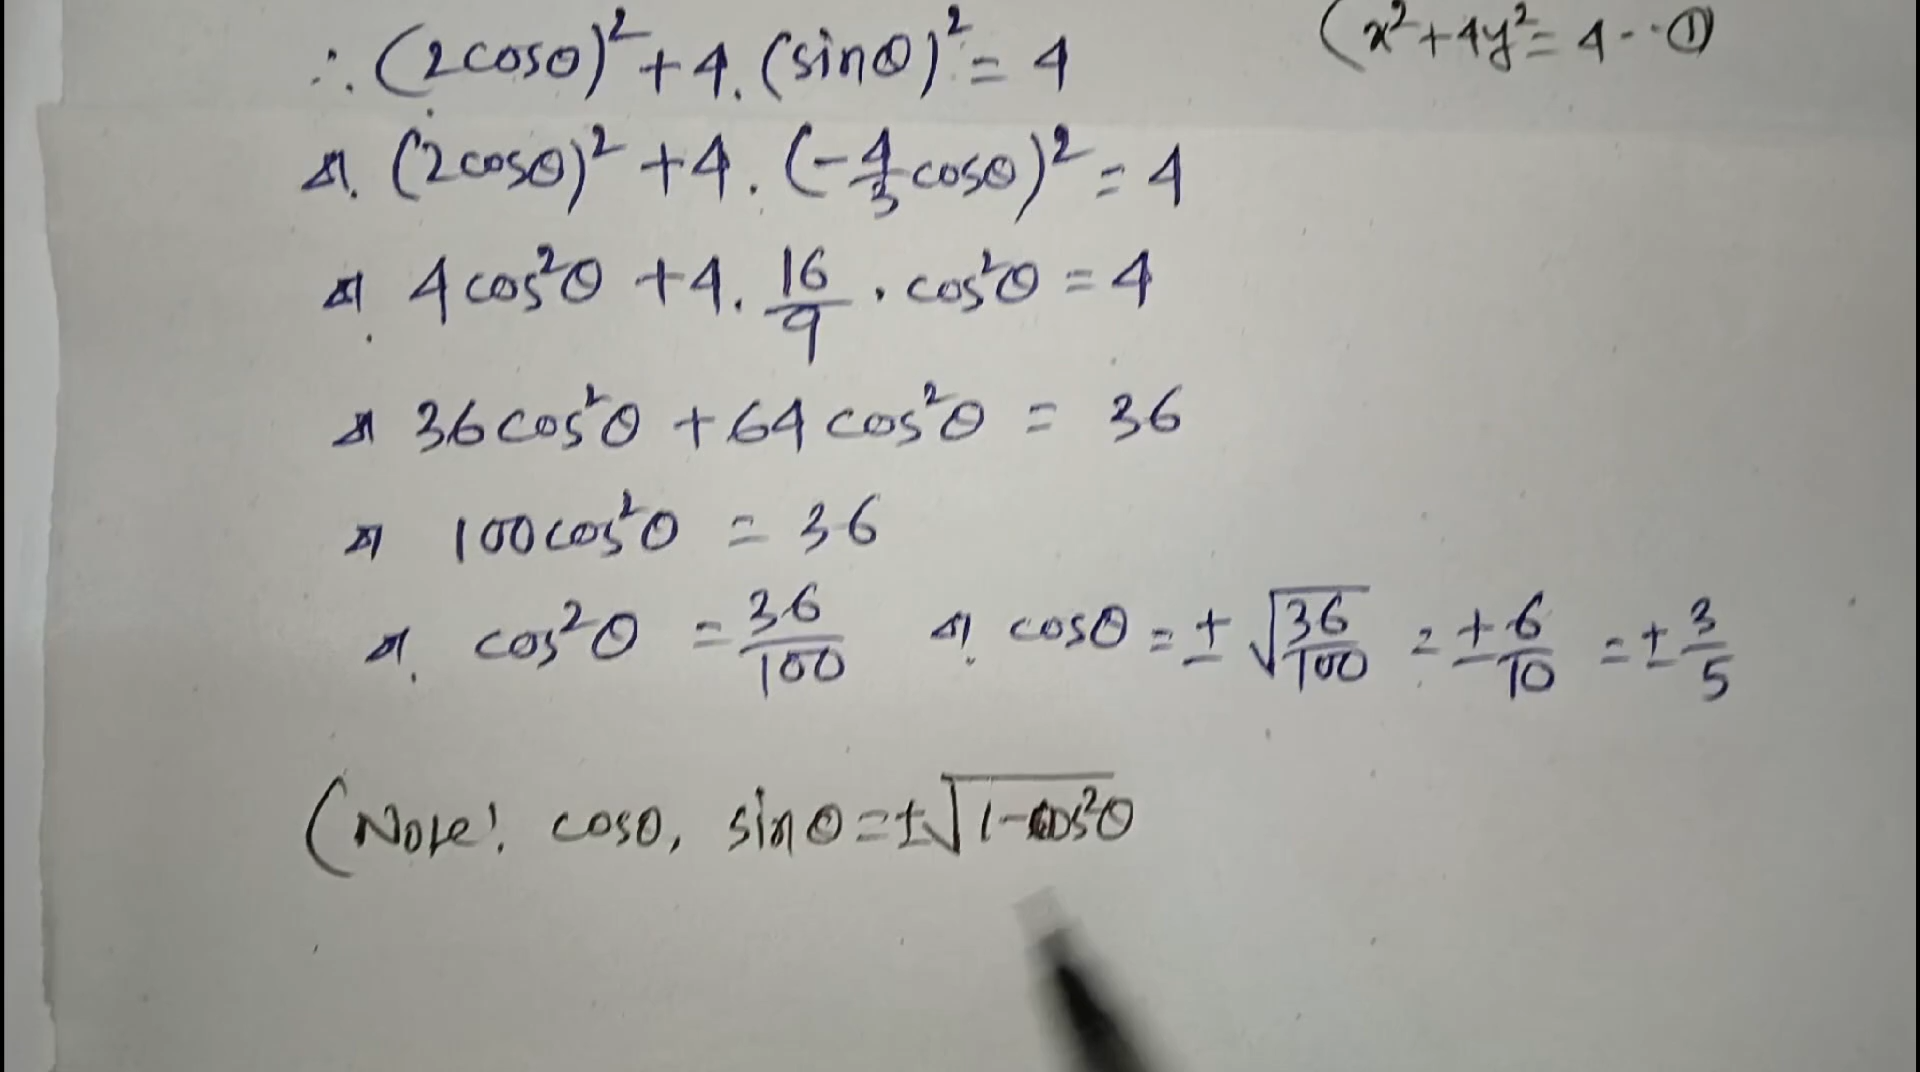 ∴ (2cosθ)² + 4.(sinθ)² = 4 (x² + 4y² = 4 -- ①)
বা. (2cosθ)² + 4.(-4/3 cosθ)² = 4
বা. 4cos²θ + 4. 16/9 . cos²θ = 4
বা 36cos²θ + 64cos²θ = 36
বা 100cos²θ = 36
বা. cos²θ = 36/100 বা. cosθ = ± √36/100 = ± 6/10 = ± 3/5
(Note: cosθ, sinθ = ± √1-cos²θ